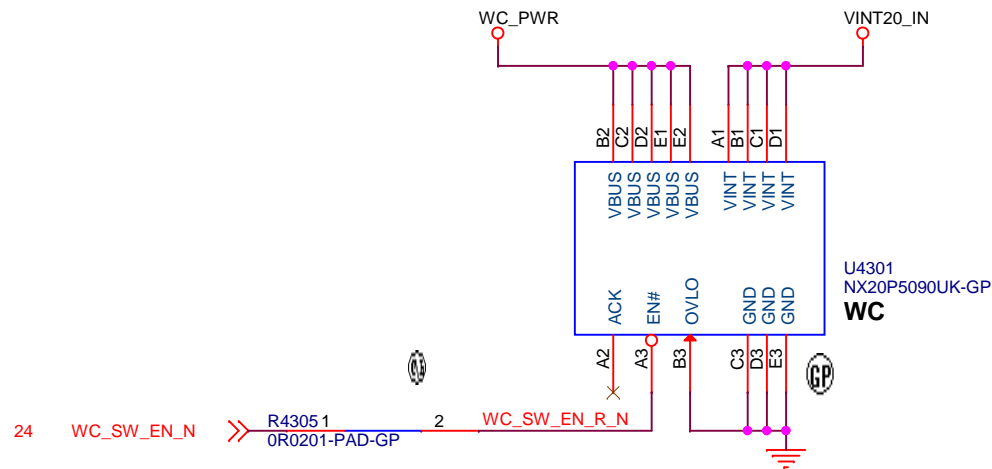 WC_PWR
VINT20_IN
B2 C2 D2 E1 E2 A1 B1 C1 D1
VBUS VBUS VBUS VBUS VBUS VINT VINT VINT VINT
U4301
NX20P5090UK-GP
WC
ACK EN# OVLO GND GND GND
A2 A3 B3 C3 D3 E3
GP
24 WC_SW_EN_N R4305 1 2 WC_SW_EN_R_N
0R0201-PAD-GP